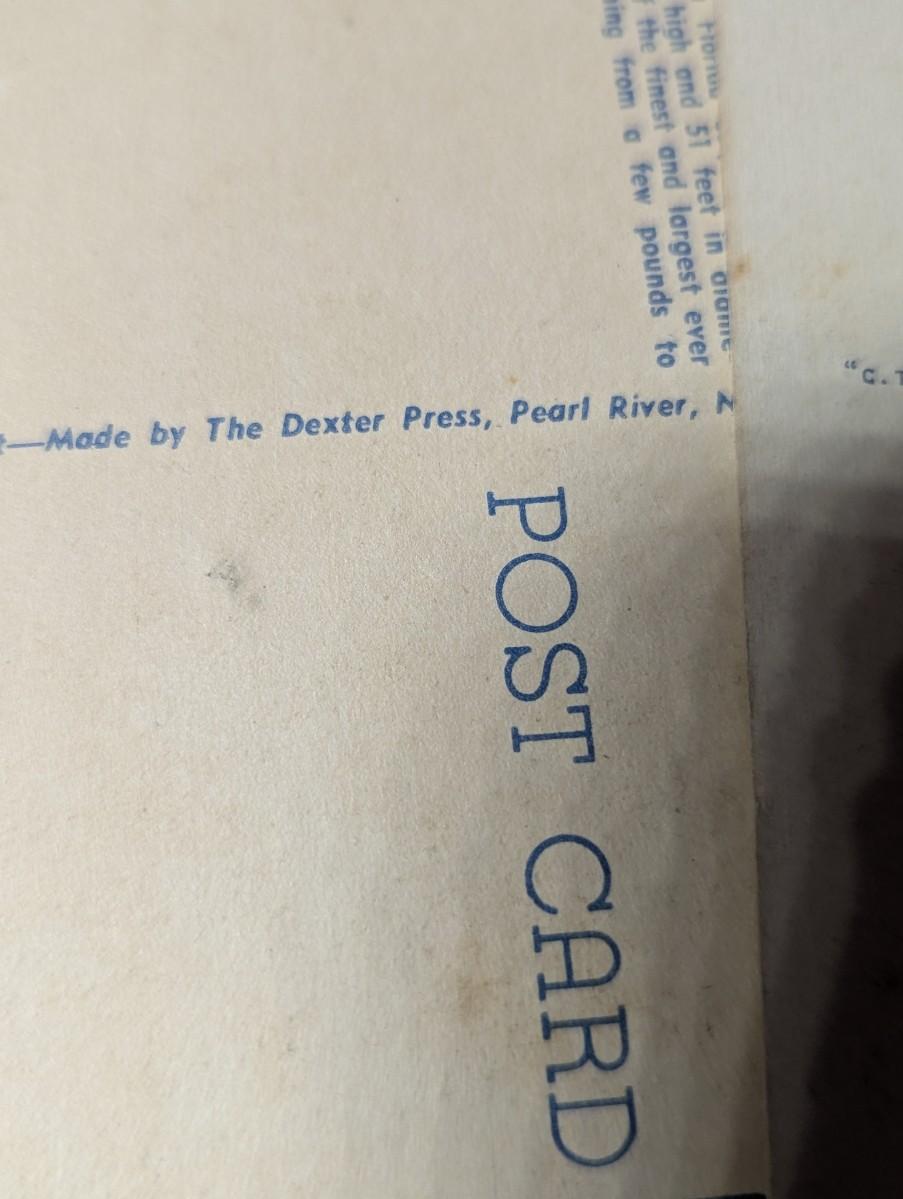 high and 51 feet in
the finest and largest ever
from a few pounds to
—Made by The Dexter Press, Pearl River, N
POST CARD
"C.T